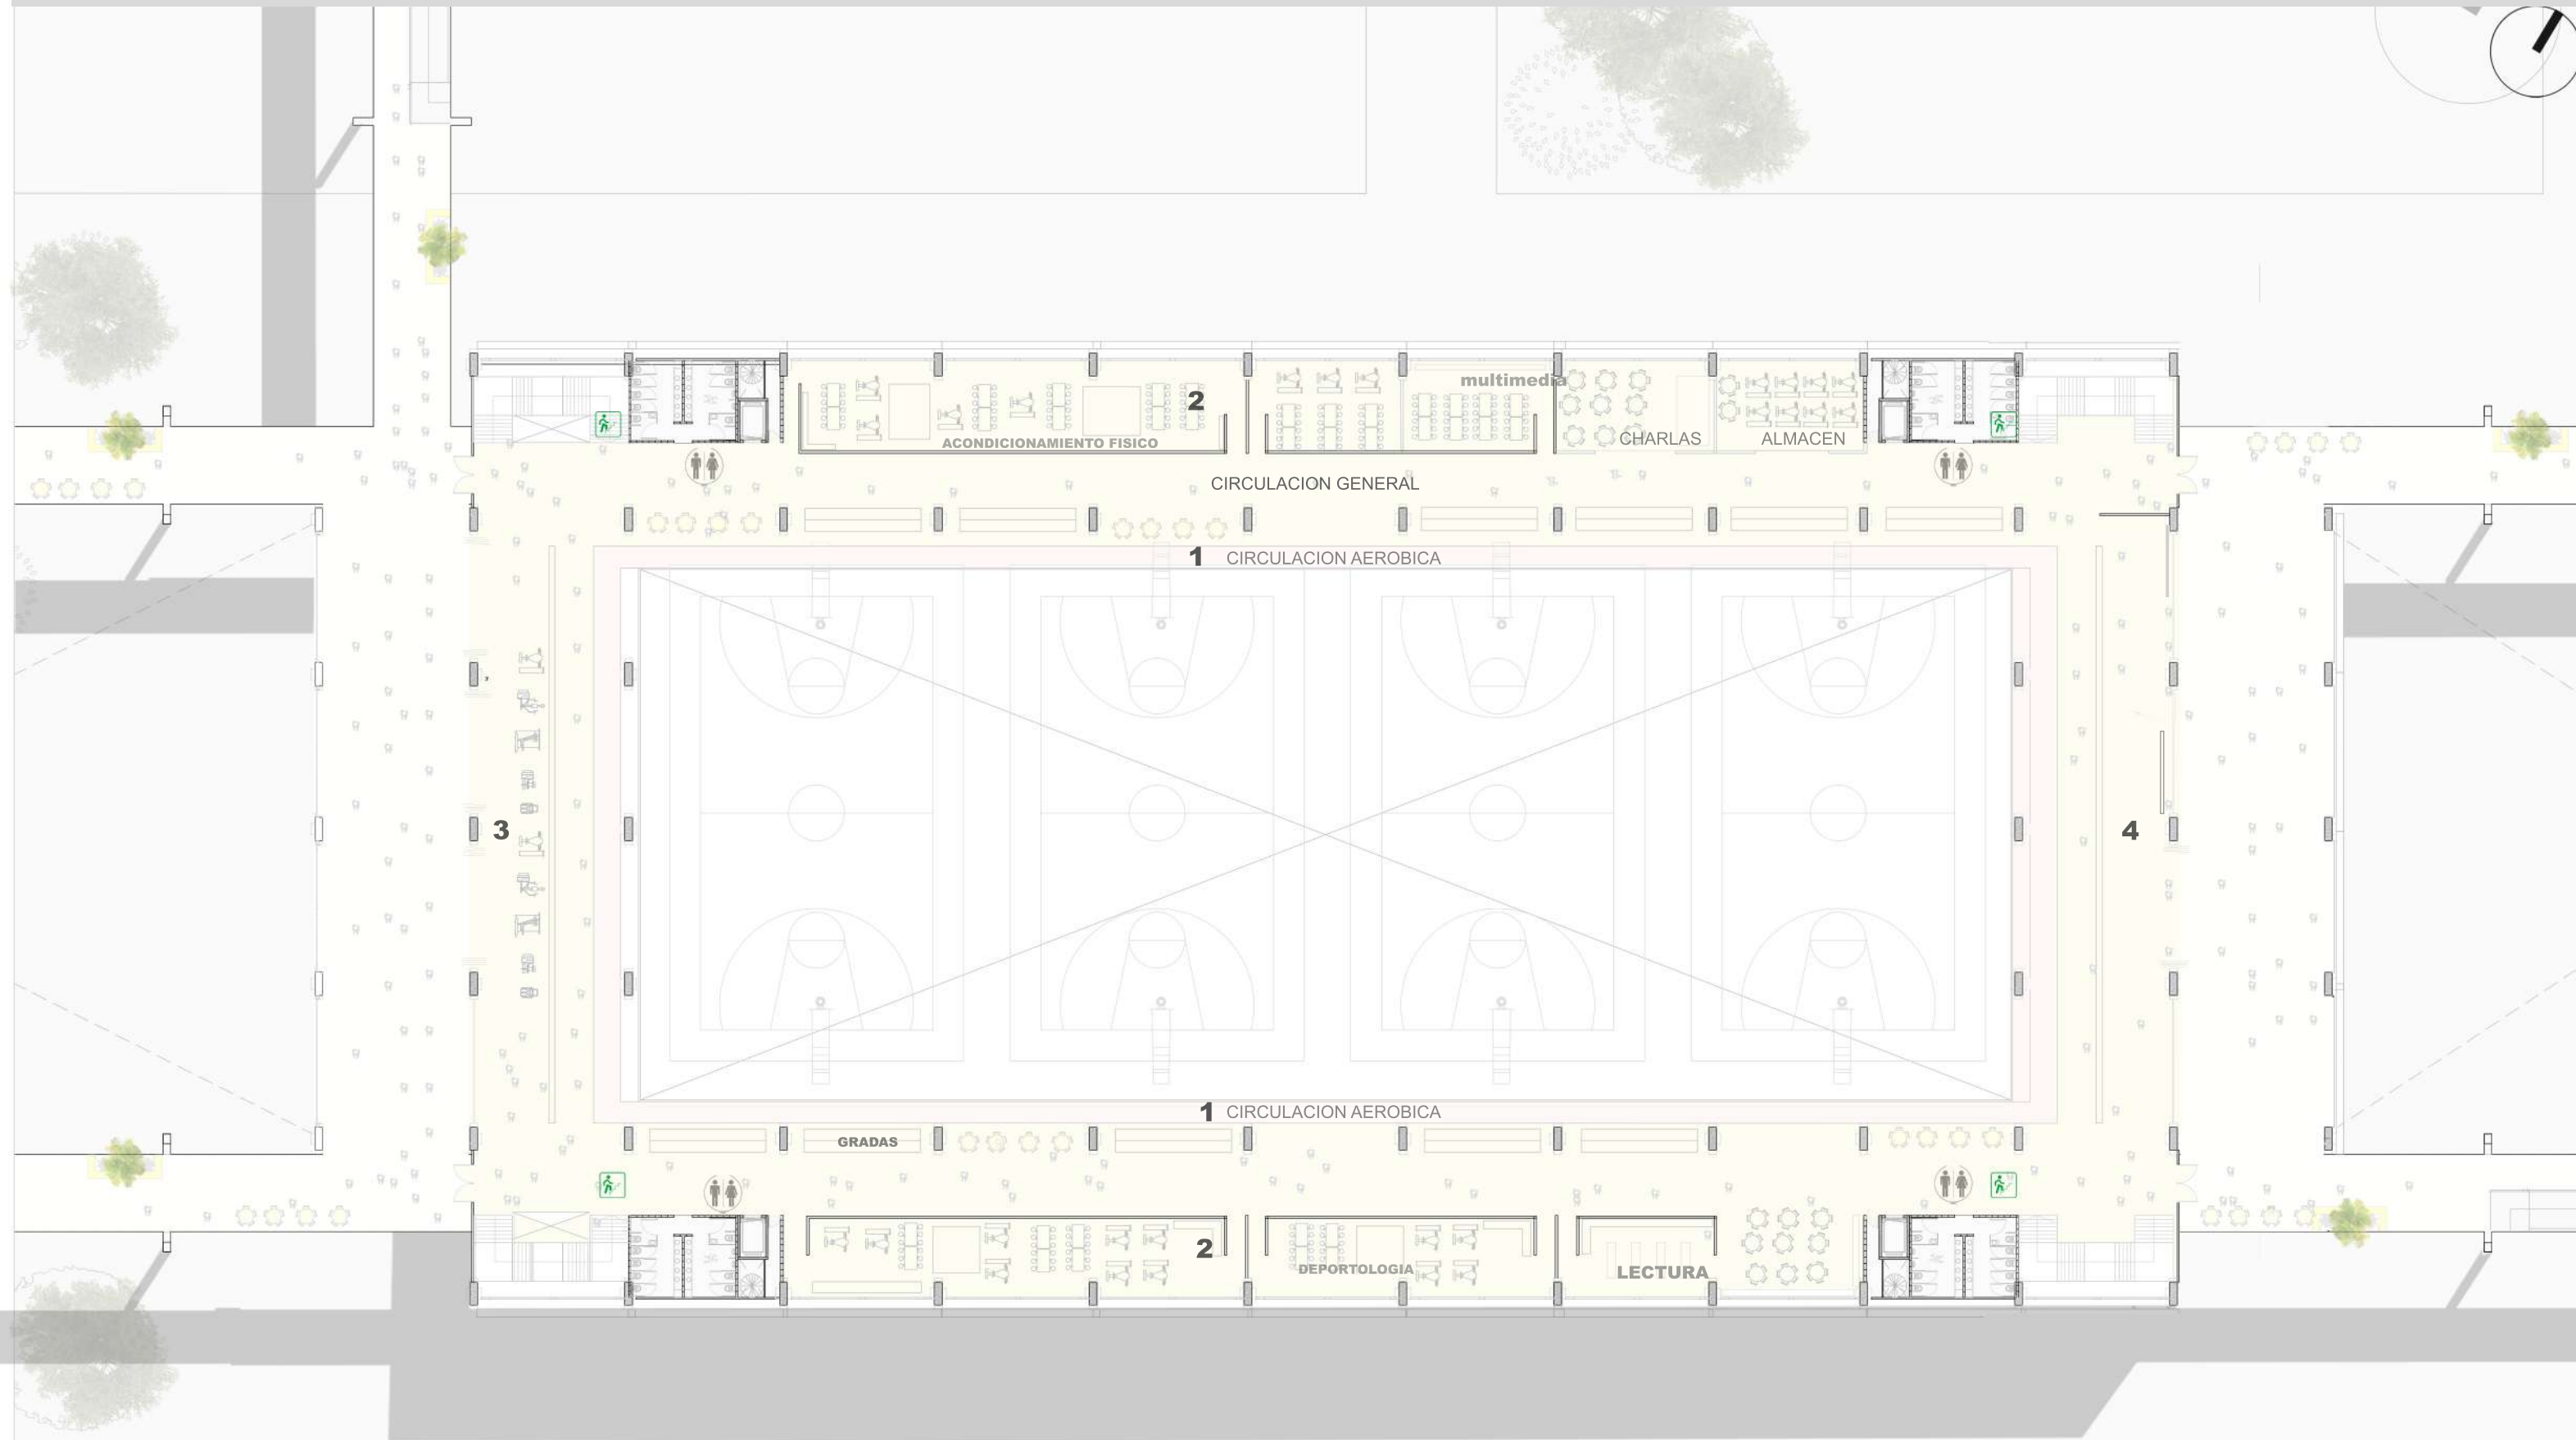 multimedia
2
ACONDICIONAMIENTO FISICO
CHARLAS
ALMACEN
CIRCULACION GENERAL
1 CIRCULACION AEROBICA
3
4
1 CIRCULACION AEROBICA
GRADAS
2
DEPORTOLOGIA
LECTURA